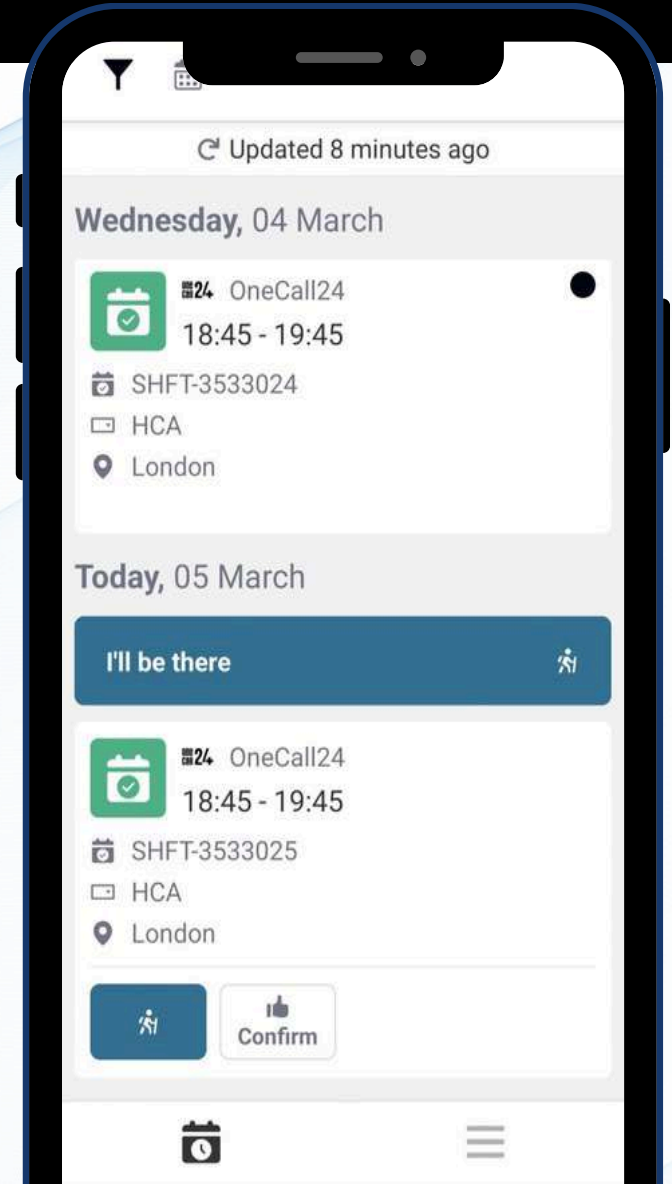 Updated 8 minutes ago
Wednesday, 04 March
24 OneCall24
18:45 - 19:45
SHFT-3533024
HCA
London
Today, 05 March
I'll be there
24 OneCall24
18:45 - 19:45
SHFT-3533025
HCA
London
Confirm